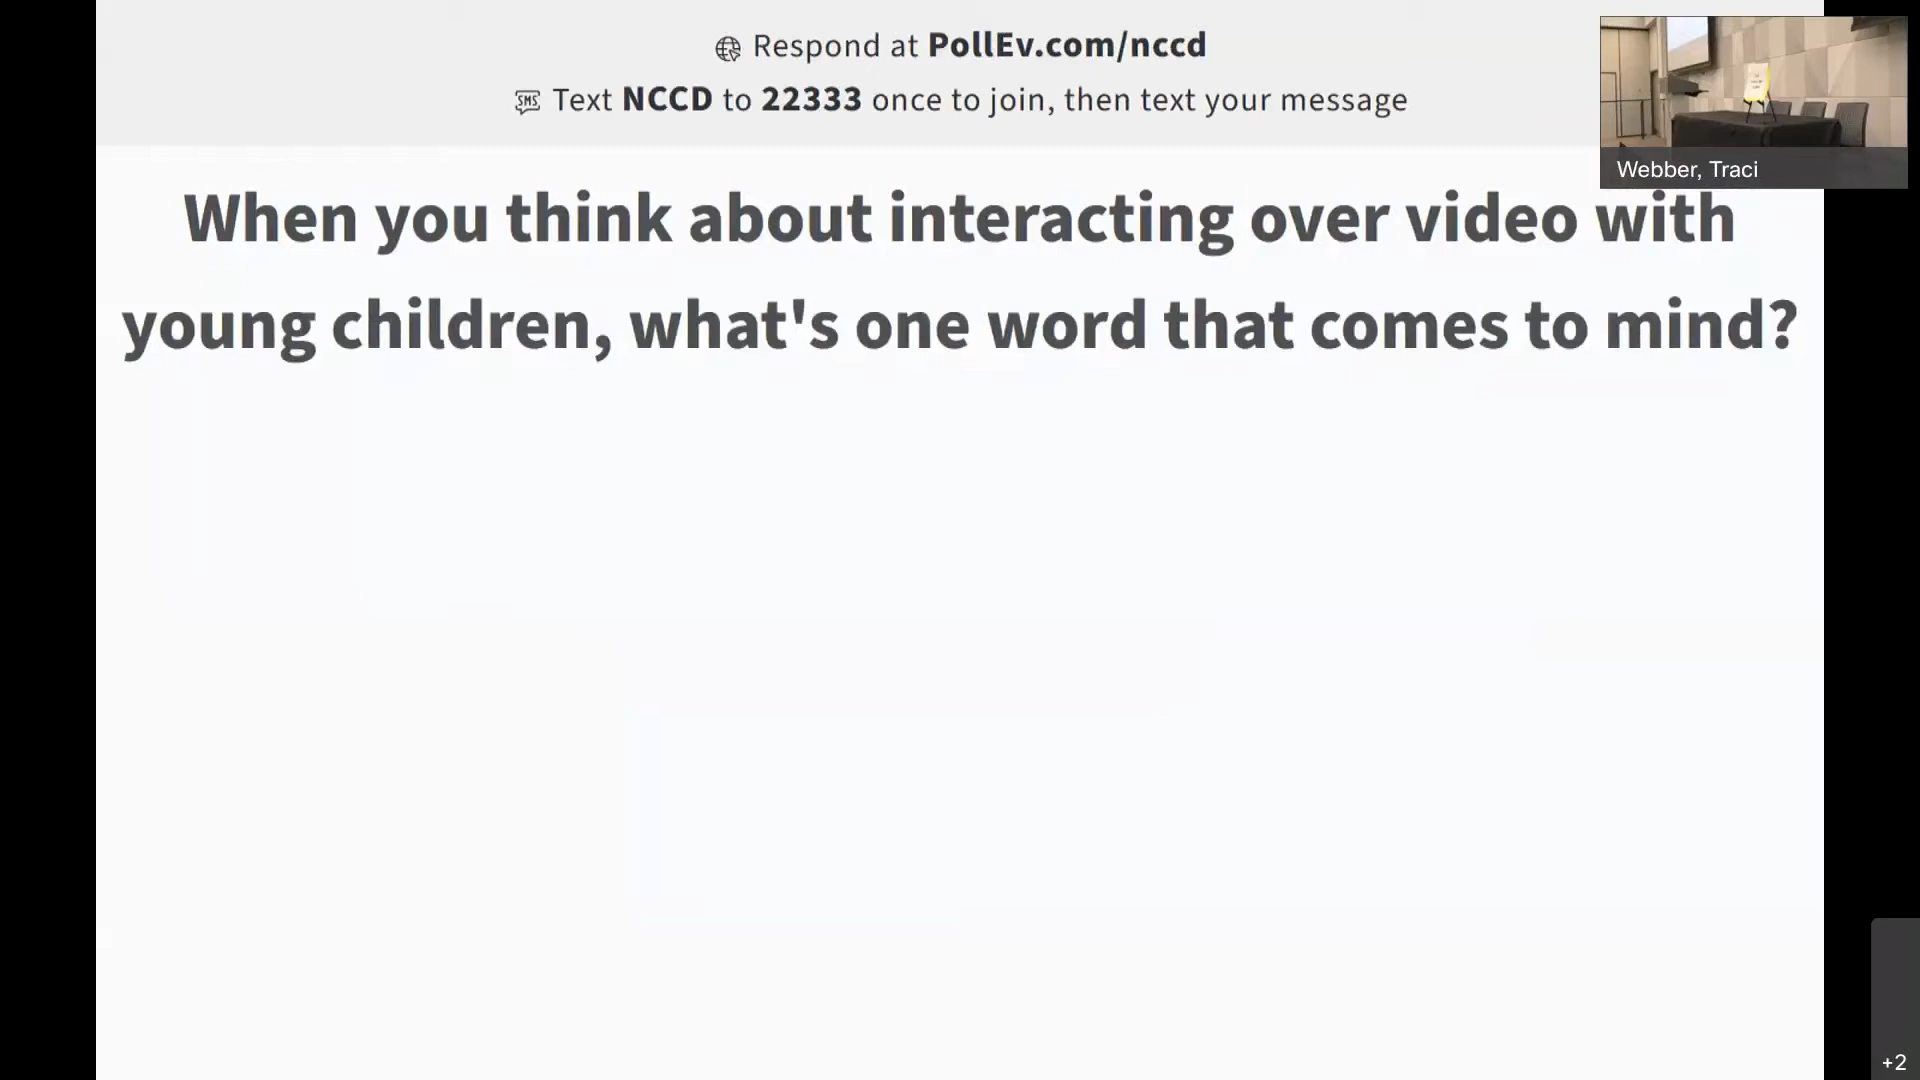 Respond at PollEv.com/nccd
SMS Text NCCD to 22333 once to join, then text your message
Webber, Traci
When you think about interacting over video with
young children, what's one word that comes to mind?
+2